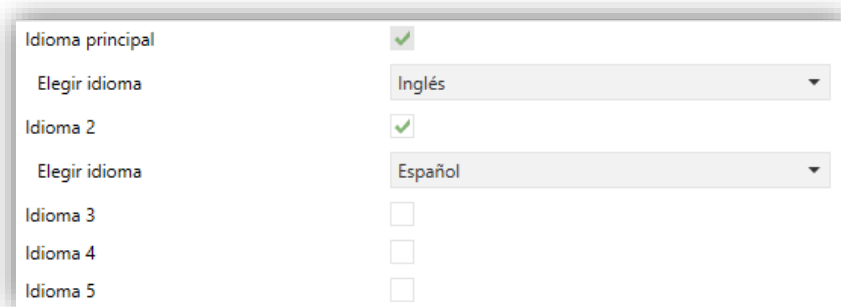 Idioma principal
Elegir idioma Inglés
Idioma 2
Elegir idioma Español
Idioma 3
Idioma 4
Idioma 5